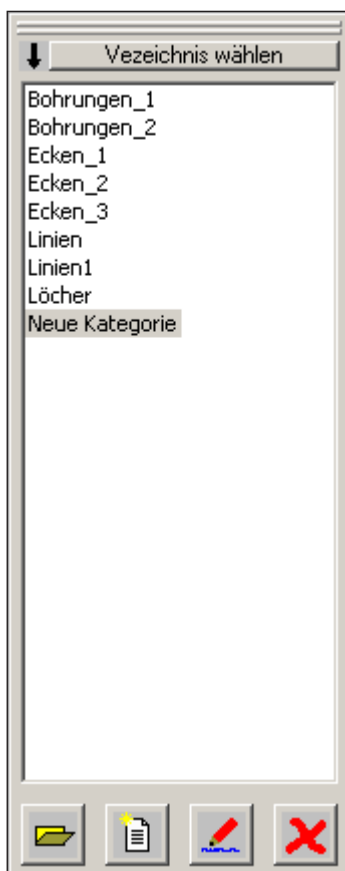 Vezeichnis wählen
Bohrungen_1
Bohrungen_2
Ecken_1
Ecken_2
Ecken_3
Linien
Linien1
Löcher
Neue Kategorie